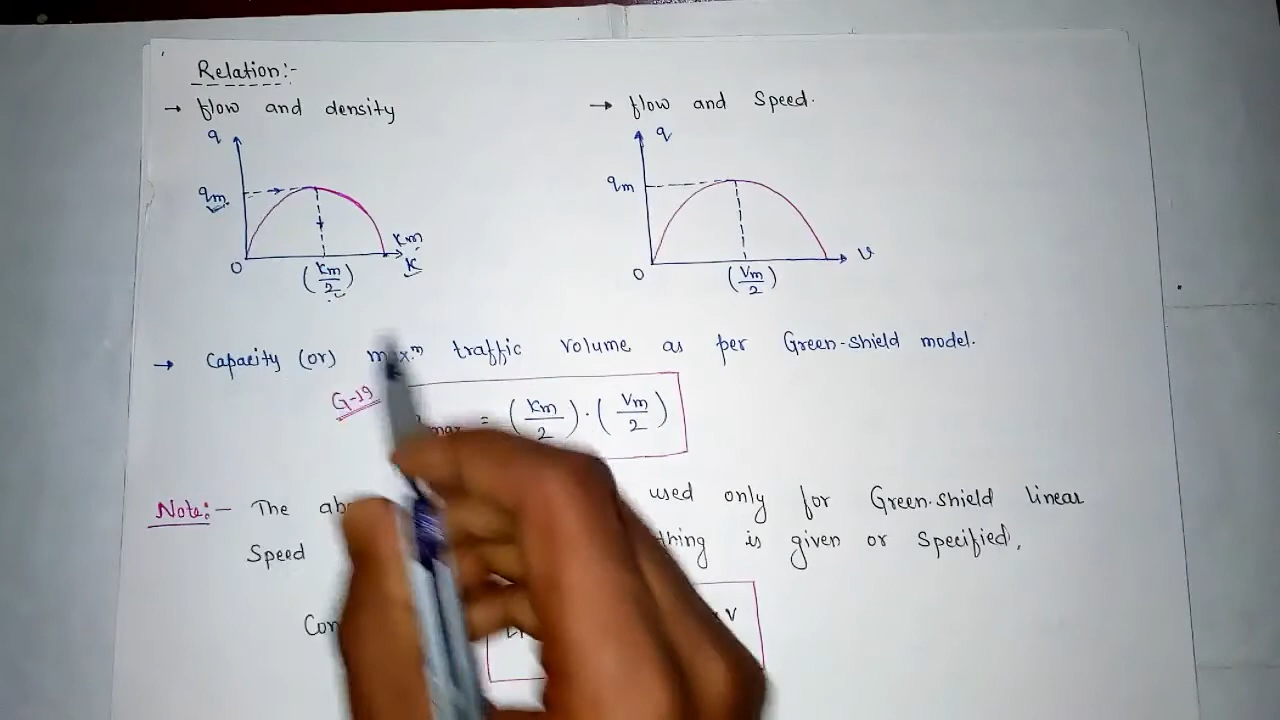 Relation:-
→ flow and density
q
qm
0
(Km/2)
Km
K
→ flow and Speed.
q
qm
0
(Vm/2)
v
→ Capacity (or) maxm traffic volume as per Green-shield model.
G-19
max = (Km/2) · (Vm/2)
Note:- The used only for Green-shield linear
Speed is given or Specified,
V